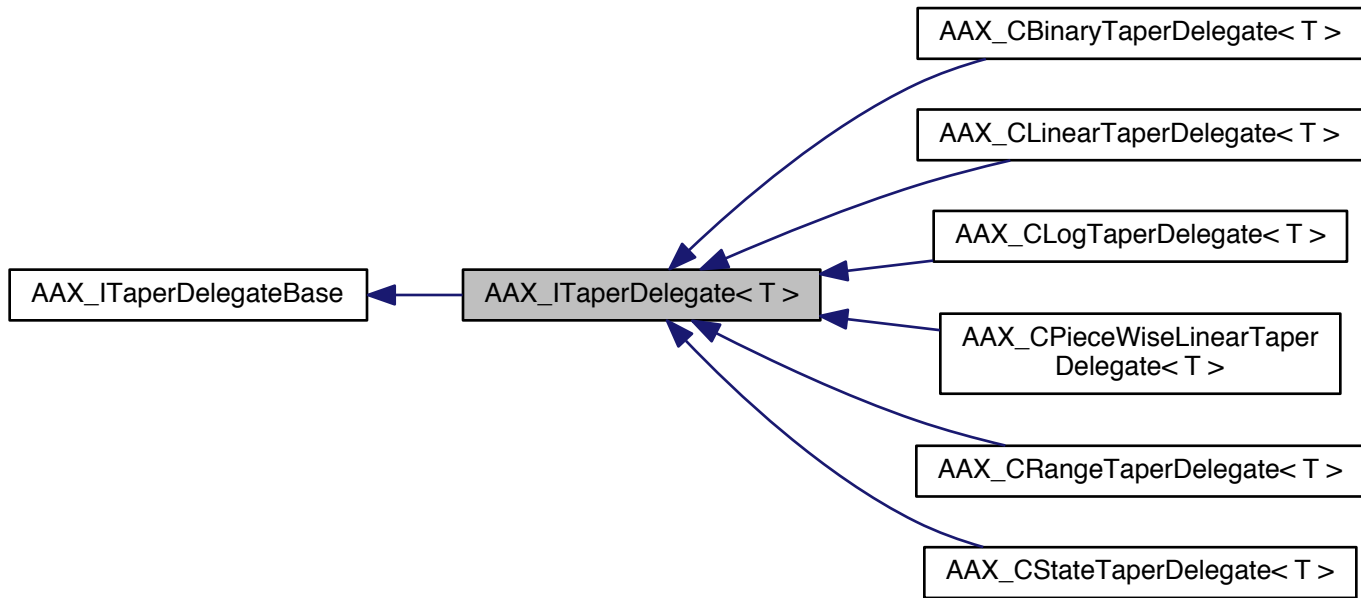 AAX_ITaperDelegateBase
AAX_ITaperDelegate< T >
AAX_CBinaryTaperDelegate< T >
AAX_CLinearTaperDelegate< T >
AAX_CLogTaperDelegate< T >
AAX_CPieceWiseLinearTaper
Delegate< T >
AAX_CRangeTaperDelegate< T >
AAX_CStateTaperDelegate< T >